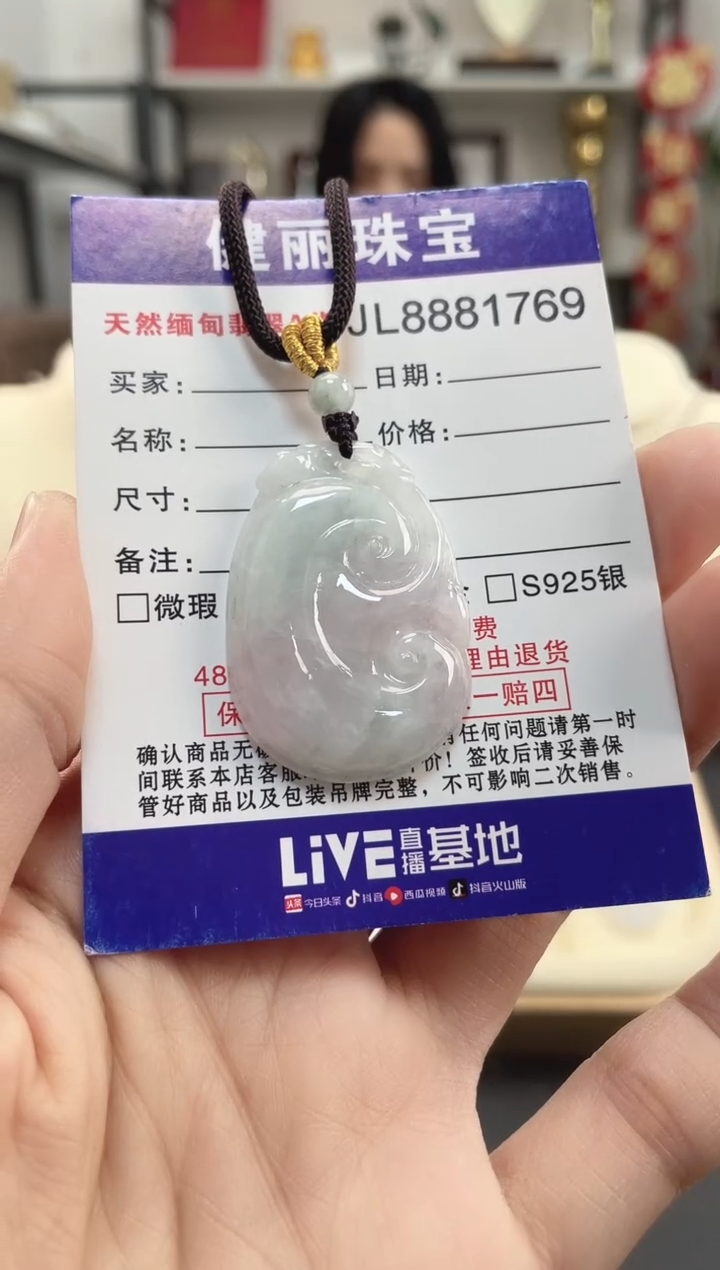 健丽珠宝
天然缅甸翡翠A JL8881769
买家: 日期:
名称: 价格:
尺寸:
备注:
□微瑕 □S925银
48 费
理由退货
保 一赔四
确认商品无 任何问题请第一时
间联系本店客服 价！签收后请妥善保
管好商品以及包装吊牌完整，不可影响二次销售。
LiVE直播基地
头条 今日头条 抖音 西瓜视频 抖音火山版